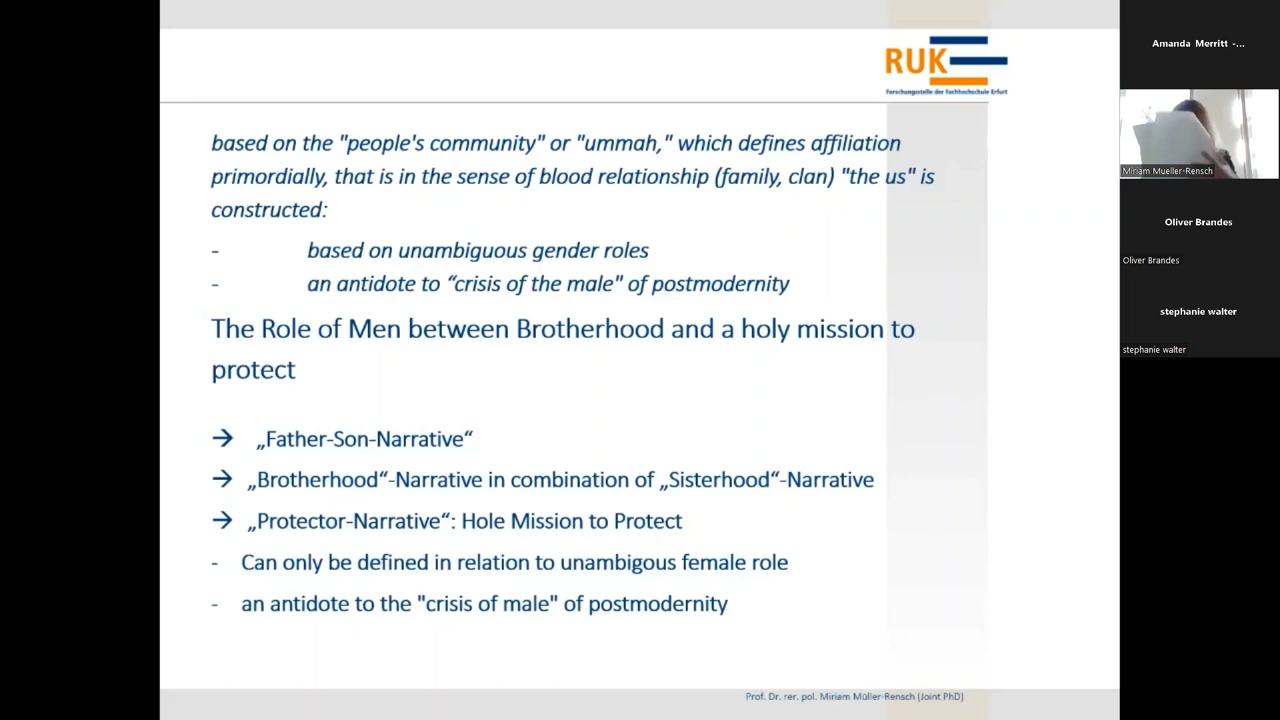 RUK
Forschungsstelle der Fachhochschule Erfurt
based on the "people's community" or "ummah," which defines affiliation
primordially, that is in the sense of blood relationship (family, clan) "the us" is
constructed:
- based on unambiguous gender roles
- an antidote to “crisis of the male" of postmodernity
The Role of Men between Brotherhood and a holy mission to
protect
→ „Father-Son-Narrative“
→ „Brotherhood“-Narrative in combination of „Sisterhood“-Narrative
→ „Protector-Narrative“: Hole Mission to Protect
- Can only be defined in relation to unambigous female role
- an antidote to the "crisis of male" of postmodernity
Prof. Dr. rer. pol. Miriam Müller-Rensch (Joint PhD)
Amanda Merritt -...
Miriam Mueller-Rensch
Oliver Brandes
Oliver Brandes
stephanie walter
stephanie walter